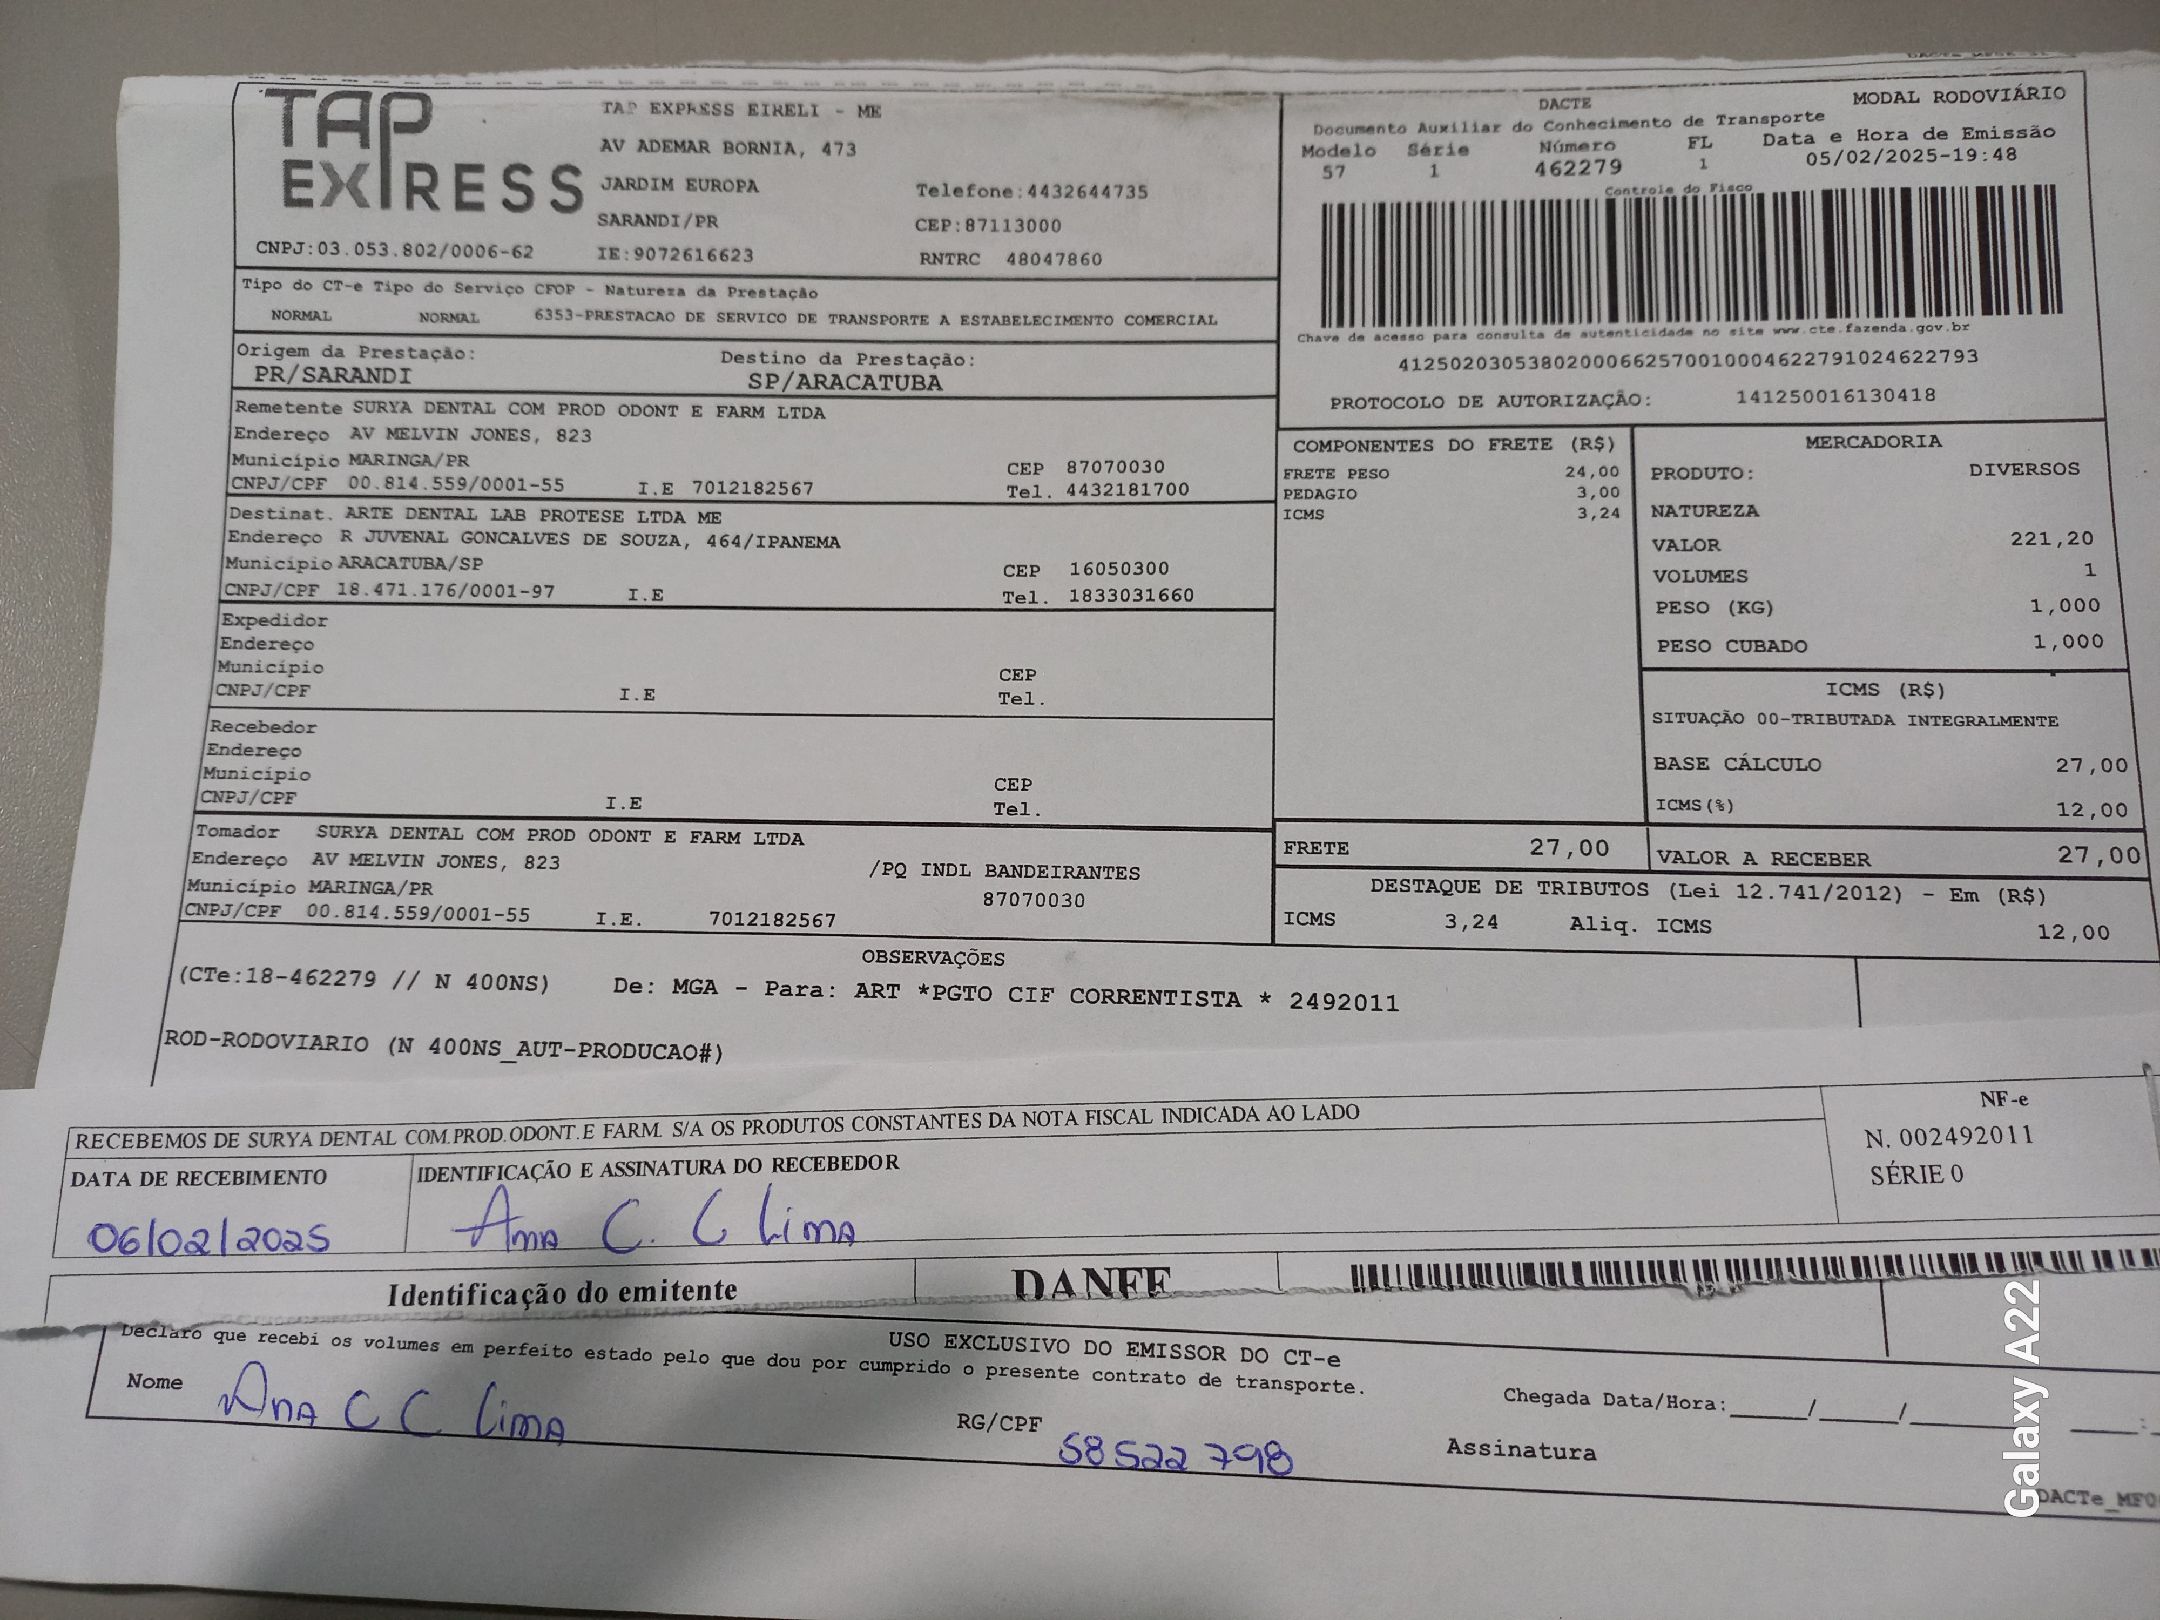 TAP EXPRESS
TAP EXPRESS EIRELI - ME
AV ADEMAR BORNIA, 473
JARDIM EUROPA
Telefone:4432644735
SARANDI/PR
CEP:87113000
CNPJ:03.053.802/0006-62
IE:9072616623
RNTRC 48047860
DACTE
MODAL RODOVIÁRIO
Documento Auxiliar do Conhecimento de Transporte
Modelo Série Número FL Data e Hora de Emissão
57 1 462279 1 05/02/2025-19:48
Controle do Fisco
Chave de acesso para consulta de autenticidade no site www.cte.fazenda.gov.br
41250203053802000662570010004622791024622793
PROTOCOLO DE AUTORIZAÇÃO: 141250016130418
Tipo do CT-e Tipo do Serviço CFOP - Natureza da Prestação
NORMAL NORMAL 6353-PRESTACAO DE SERVICO DE TRANSPORTE A ESTABELECIMENTO COMERCIAL
Origem da Prestação: Destino da Prestação:
PR/SARANDI SP/ARACATUBA
Remetente SURYA DENTAL COM PROD ODONT E FARM LTDA
Endereço AV MELVIN JONES, 823
Município MARINGA/PR CEP 87070030
CNPJ/CPF 00.814.559/0001-55 I.E 7012182567 Tel. 4432181700
Destinat. ARTE DENTAL LAB PROTESE LTDA ME
Endereço R JUVENAL GONCALVES DE SOUZA, 464/IPANEMA
Município ARACATUBA/SP CEP 16050300
CNPJ/CPF 18.471.176/0001-97 I.E Tel. 1833031660
Expedidor
Endereço
Município CEP
CNPJ/CPF I.E Tel.
Recebedor
Endereço
Município CEP
CNPJ/CPF I.E Tel.
Tomador SURYA DENTAL COM PROD ODONT E FARM LTDA
Endereço AV MELVIN JONES, 823 /PQ INDL BANDEIRANTES
Município MARINGA/PR 87070030
CNPJ/CPF 00.814.559/0001-55 I.E. 7012182567
COMPONENTES DO FRETE (R$)
FRETE PESO 24,00
PEDAGIO 3,00
ICMS 3,24
MERCADORIA
PRODUTO: DIVERSOS
NATUREZA
VALOR 221,20
VOLUMES 1
PESO (KG) 1,000
PESO CUBADO 1,000
ICMS (R$)
SITUAÇÃO 00-TRIBUTADA INTEGRALMENTE
BASE CÁLCULO 27,00
ICMS(%) 12,00
FRETE 27,00
VALOR A RECEBER 27,00
DESTAQUE DE TRIBUTOS (Lei 12.741/2012) - Em (R$)
ICMS 3,24 Aliq. ICMS 12,00
OBSERVAÇÕES
(CTe:18-462279 // N 400NS) De: MGA - Para: ART *PGTO CIF CORRENTISTA * 2492011
ROD-RODOVIARIO (N 400NS_AUT-PRODUCAO#)
RECEBEMOS DE SURYA DENTAL COM.PROD.ODONT.E FARM. S/A OS PRODUTOS CONSTANTES DA NOTA FISCAL INDICADA AO LADO
NF-e
N. 002492011
SÉRIE 0
DATA DE RECEBIMENTO
IDENTIFICAÇÃO E ASSINATURA DO RECEBEDOR
06/02/2025 Ana C. C Lima
Identificação do emitente
DANFE
USO EXCLUSIVO DO EMISSOR DO CT-e
Declaro que recebi os volumes em perfeito estado pelo que dou por cumprido o presente contrato de transporte.
Nome Ana C C Lima
RG/CPF 58522798
Chegada Data/Hora:_____/_____/_____ ____:
Assinatura
Galaxy A22